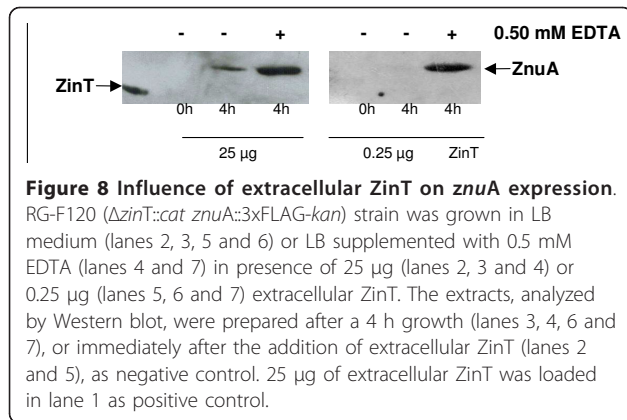 - - + - - + 0.50 mM EDTA
ZinT ZnuA
0h 4h 4h 0h 4h 4h
25 µg 0.25 µg ZinT
Figure 8 Influence of extracellular ZinT on znuA expression.
RG-F120 (ΔzinT::cat znuA::3xFLAG-kan) strain was grown in LB
medium (lanes 2, 3, 5 and 6) or LB supplemented with 0.5 mM
EDTA (lanes 4 and 7) in presence of 25 µg (lanes 2, 3 and 4) or
0.25 µg (lanes 5, 6 and 7) extracellular ZinT. The extracts, analyzed
by Western blot, were prepared after a 4 h growth (lanes 3, 4, 6 and
7), or immediately after the addition of extracellular ZinT (lanes 2
and 5), as negative control. 25 µg of extracellular ZinT was loaded
in lane 1 as positive control.